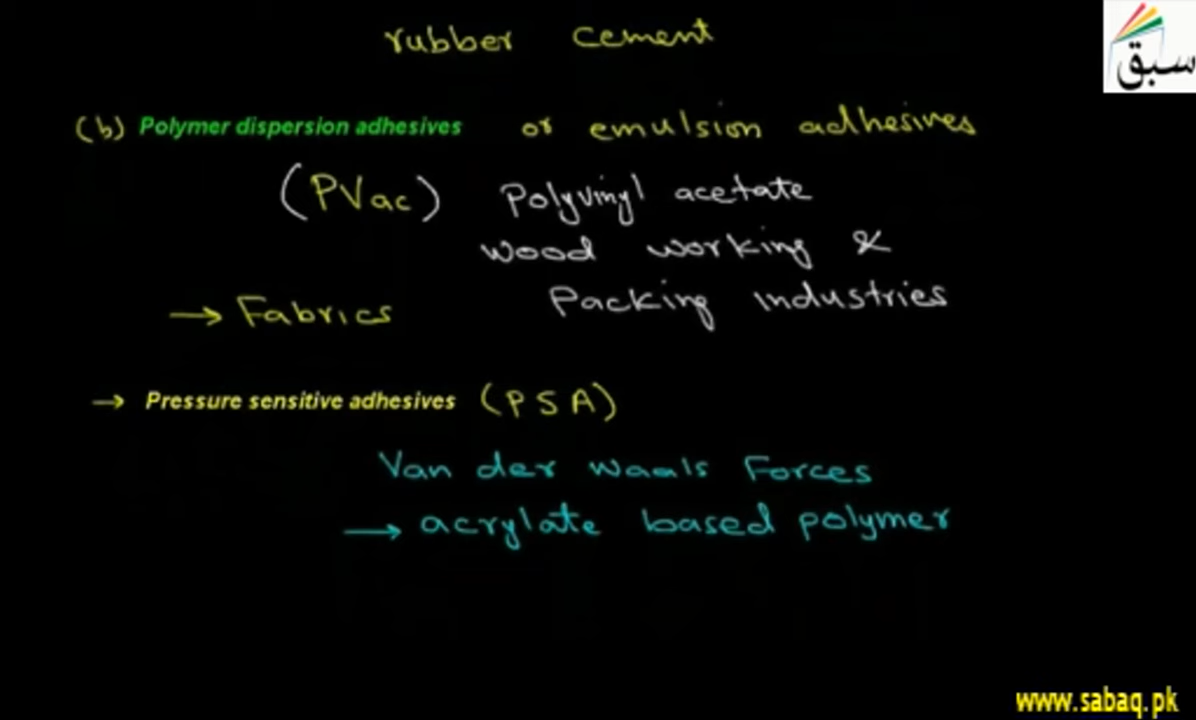 rubber cement
سبق
(b) Polymer dispersion adhesives or emulsion adhesives
(PVac) Polyvinyl acetate
wood working &
→ Fabrics Packing industries
→ Pressure sensitive adhesives (PSA)
Van der waals Forces
→ acrylate based polymer
www.sabaq.pk